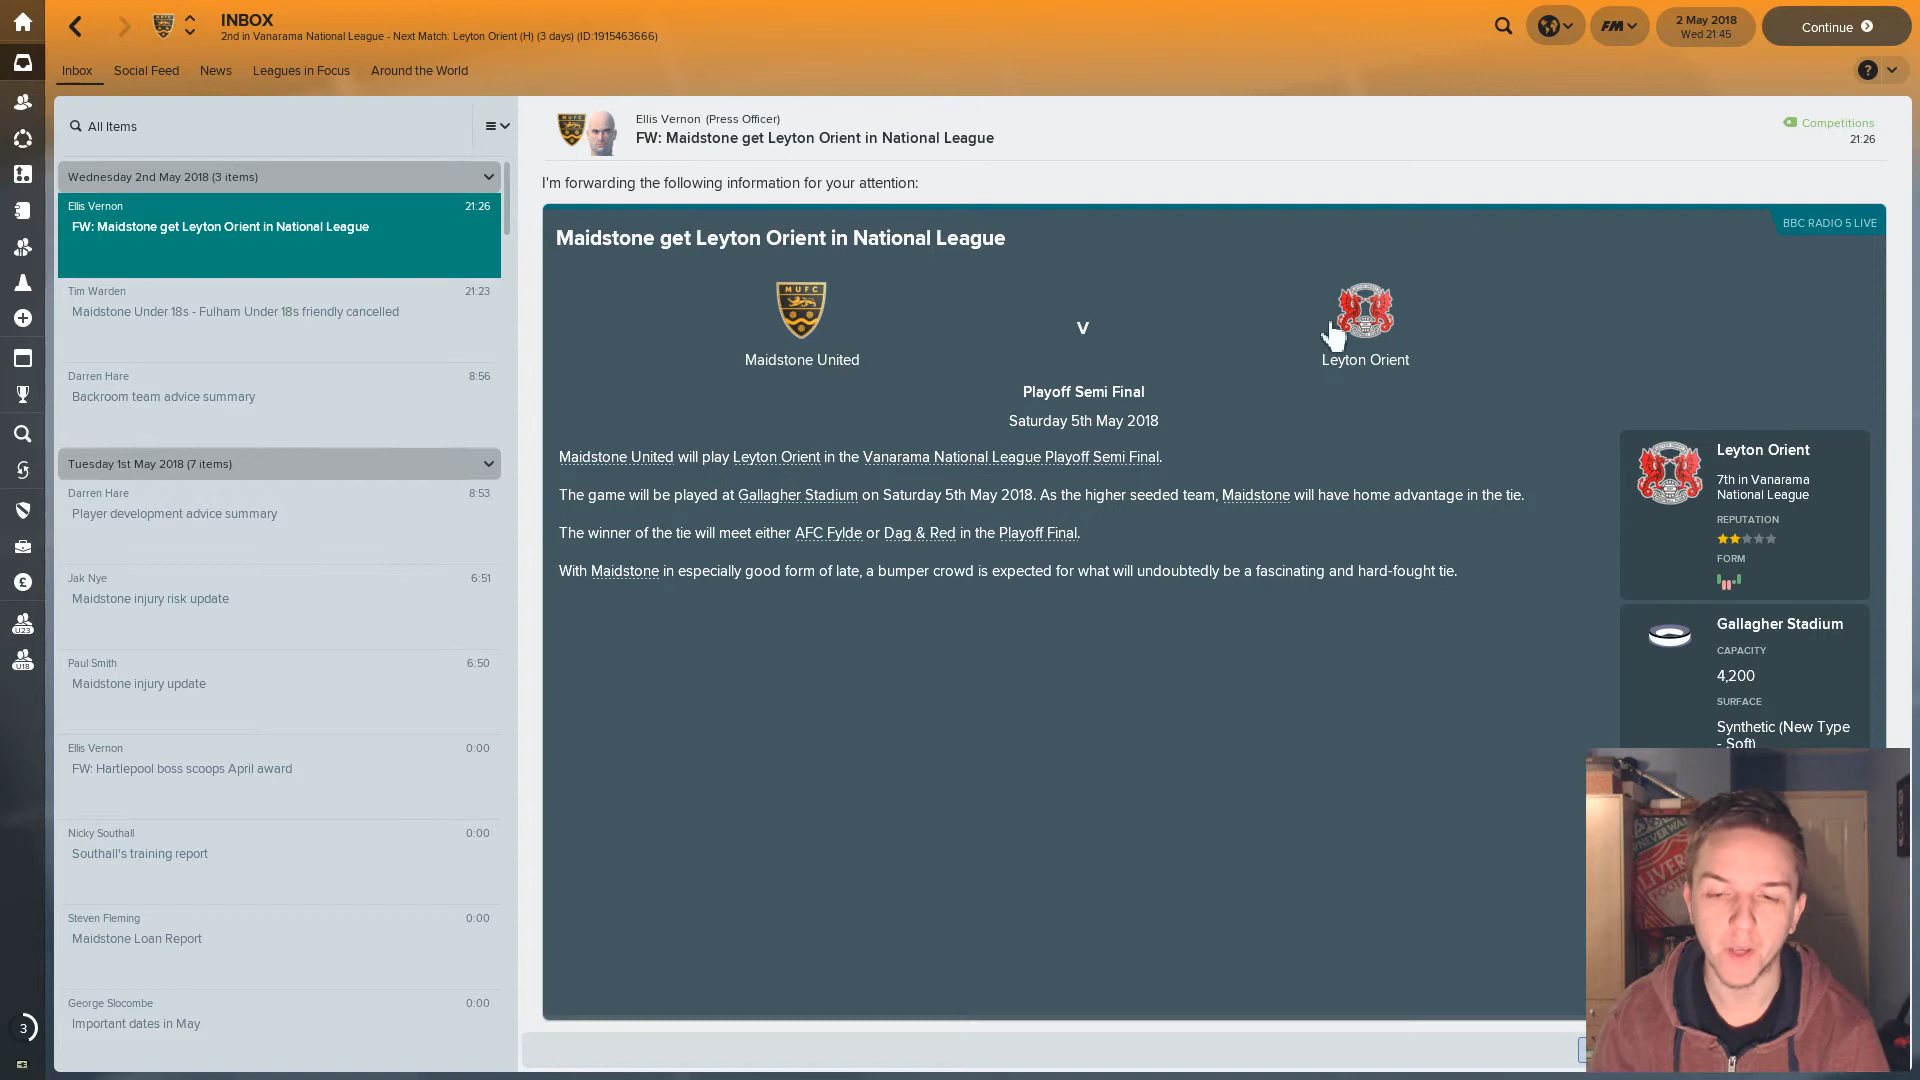 INBOX
2nd in Vanarama National League - Next Match: Leyton Orient (H) (3 days) (ID:1915463666)
FM
2 May 2018
Wed 21:45
Continue
Inbox
Social Feed
News
Leagues in Focus
Around the World
?
All Items
Wednesday 2nd May 2018 (3 items)
Ellis Vernon 21:26
FW: Maidstone get Leyton Orient in National League
Tim Warden 21:23
Maidstone Under 18s - Fulham Under 18s friendly cancelled
Darren Hare 8:56
Backroom team advice summary
Tuesday 1st May 2018 (7 items)
Darren Hare 8:53
Player development advice summary
Jak Nye 6:51
Maidstone injury risk update
Paul Smith 6:50
Maidstone injury update
Ellis Vernon 0:00
FW: Hartlepool boss scoops April award
Nicky Southall 0:00
Southall's training report
Steven Fleming 0:00
Maidstone Loan Report
George Slocombe 0:00
Important dates in May
U23
U18
3
Ellis Vernon (Press Officer)
FW: Maidstone get Leyton Orient in National League
Competitions
21:26
I'm forwarding the following information for your attention:
BBC RADIO 5 LIVE
Maidstone get Leyton Orient in National League
MUFC
V
Maidstone United
Leyton Orient
Playoff Semi Final
Saturday 5th May 2018
Maidstone United will play Leyton Orient in the Vanarama National League Playoff Semi Final.
The game will be played at Gallagher Stadium on Saturday 5th May 2018. As the higher seeded team, Maidstone will have home advantage in the tie.
The winner of the tie will meet either AFC Fylde or Dag & Red in the Playoff Final.
With Maidstone in especially good form of late, a bumper crowd is expected for what will undoubtedly be a fascinating and hard-fought tie.
Leyton Orient
7th in Vanarama
National League
REPUTATION
FORM
Gallagher Stadium
CAPACITY
4,200
SURFACE
Synthetic (New Type
- Soft)